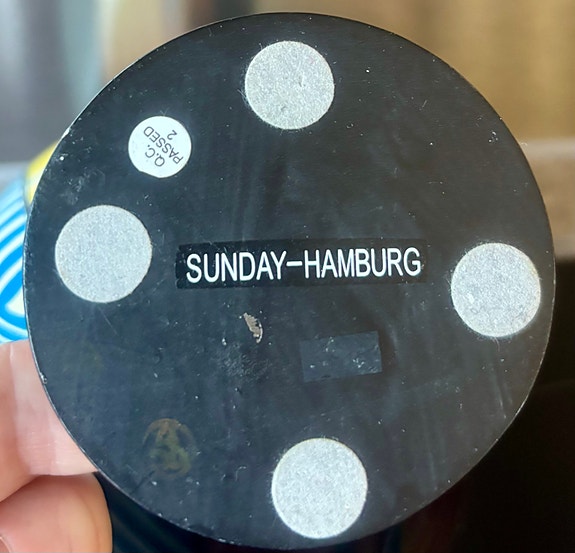 Q.C.
PASSED
2
SUNDAY-HAMBURG